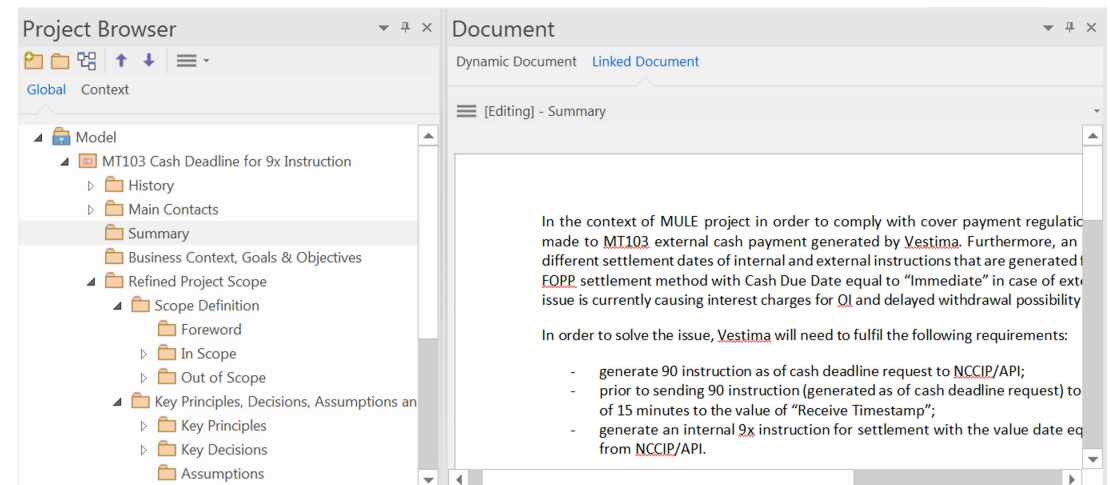 Project Browser
Global Context
Model
MT103 Cash Deadline for 9x Instruction
History
Main Contacts
Summary
Business Context, Goals & Objectives
Refined Project Scope
Scope Definition
Foreword
In Scope
Out of Scope
Key Principles, Decisions, Assumptions an
Key Principles
Key Decisions
Assumptions
Document
Dynamic Document Linked Document
[Editing] - Summary
In the context of MULE project in order to comply with cover payment regulatic
made to MT103 external cash payment generated by Vestima. Furthermore, an
different settlement dates of internal and external instructions that are generated
FOPP settlement method with Cash Due Date equal to “Immediate” in case of ext
issue is currently causing interest charges for OI and delayed withdrawal possibility
In order to solve the issue, Vestima will need to fulfil the following requirements:
- generate 90 instruction as of cash deadline request to NCCIP/API;
- prior to sending 90 instruction (generated as of cash deadline request) to
of 15 minutes to the value of “Receive Timestamp”;
- generate an internal 9x instruction for settlement with the value date eq
from NCCIP/API.